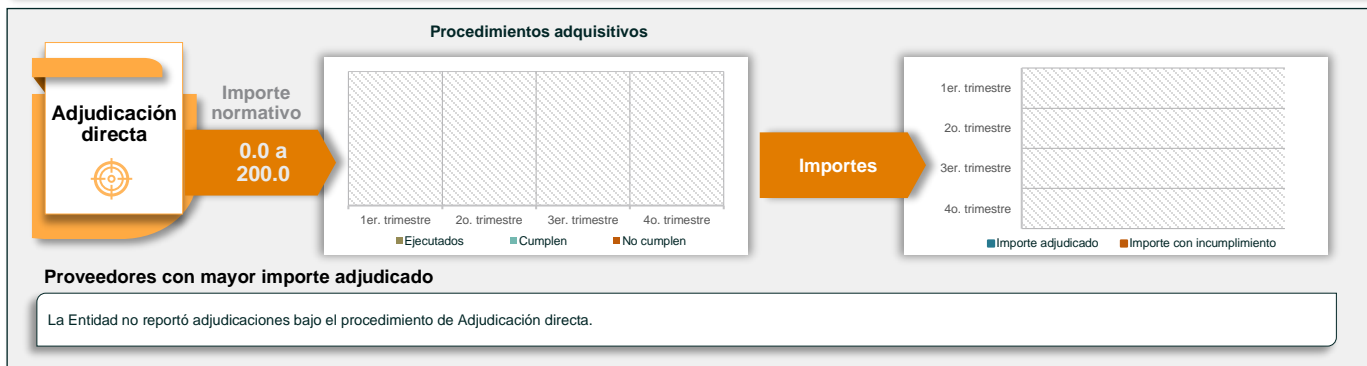 Procedimientos adquisitivos
Adjudicación
directa
Importe
normativo
0.0 a
200.0
1er. trimestre 2o. trimestre 3er. trimestre 4o. trimestre
Ejecutados Cumplen No cumplen
Importes
1er. trimestre
2o. trimestre
3er. trimestre
4o. trimestre
Importe adjudicado Importe con incumplimiento
Proveedores con mayor importe adjudicado
La Entidad no reportó adjudicaciones bajo el procedimiento de Adjudicación directa.